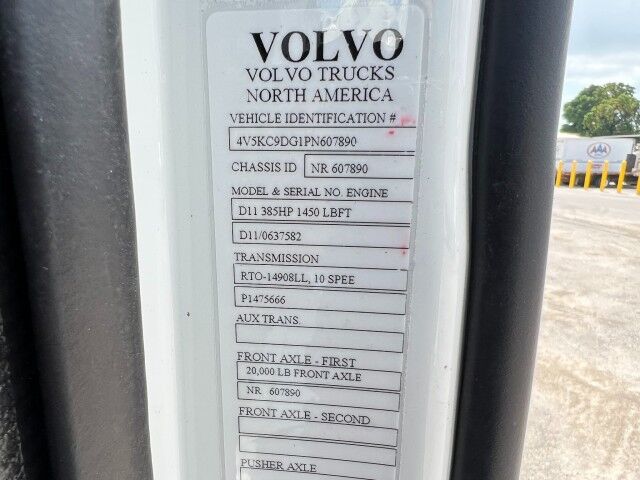 VOLVO
VOLVO TRUCKS
NORTH AMERICA
VEHICLE IDENTIFICATION #
4V5KC9DG1PN607890
CHASSIS ID NR 607890
MODEL & SERIAL NO. ENGINE
D11 385HP 1450 LBFT
D11/0637582
TRANSMISSION
RTO-14908LL, 10 SPEE
P1475666
AUX TRANS.
FRONT AXLE - FIRST
20,000 LB FRONT AXLE
NR 607890
FRONT AXLE - SECOND
PUSHER AXLE
AAA